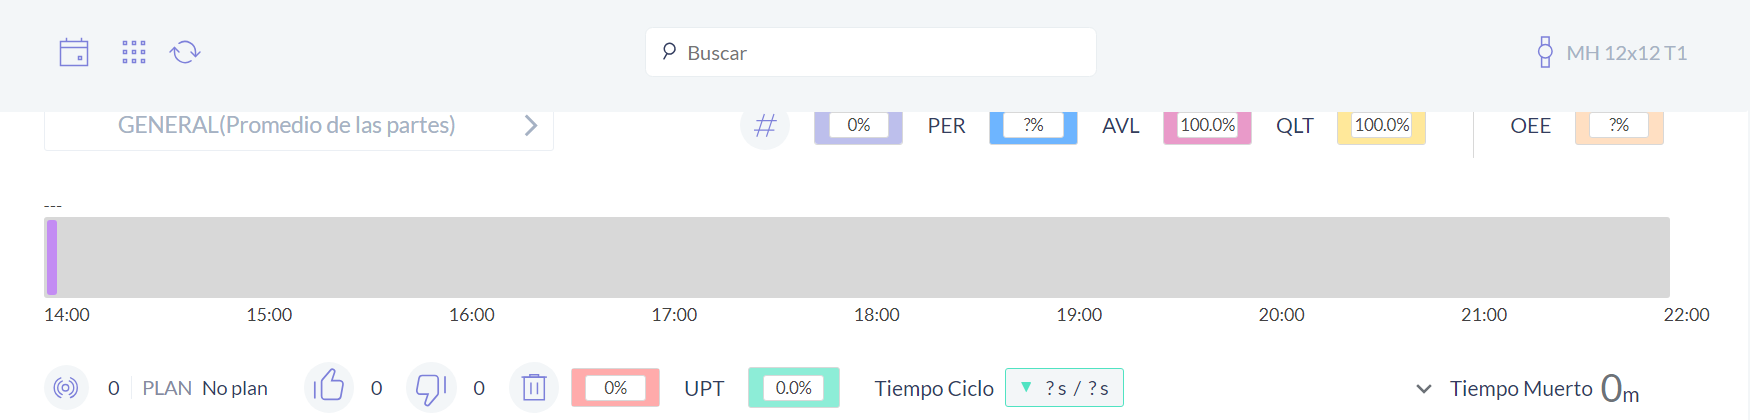 Buscar
MH 12x12 T1
GENERAL(Promedio de las partes)
# 0% PER ?% AVL 100.0% QLT 100.0% OEE ?%
---
14:00 15:00 16:00 17:00 18:00 19:00 20:00 21:00 22:00
0 PLAN No plan 0 0 0% UPT 0.0% Tiempo Ciclo ▼ ? s / ? s Tiempo Muerto 0m